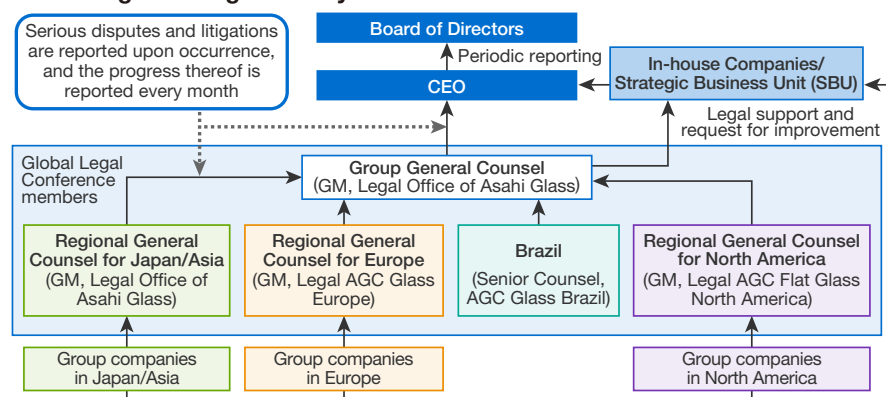 Serious disputes and litigations
are reported upon occurrence,
and the progress thereof is
reported every month
Board of Directors
Periodic reporting
CEO
In-house Companies/
Strategic Business Unit (SBU)
Legal support and
request for improvement
Global Legal
Conference
members
Group General Counsel
(GM, Legal Office of Asahi Glass)
Regional General
Counsel for Japan/Asia
(GM, Legal Office of
Asahi Glass)
Regional General
Counsel for Europe
(GM, Legal AGC Glass
Europe)
Brazil
(Senior Counsel,
AGC Glass Brazil)
Regional General Counsel
for North America
(GM, Legal AGC Flat Glass
North America)
Group companies
in Japan/Asia
Group companies
in Europe
Group companies
in North America